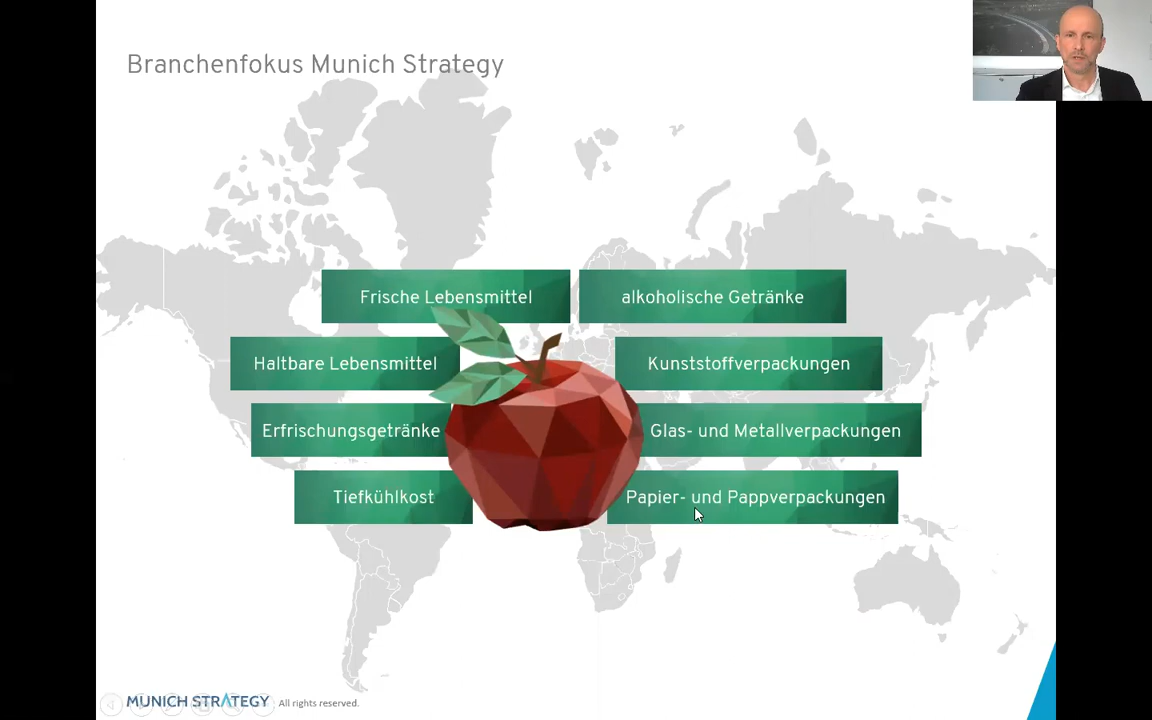 Branchenfokus Munich Strategy
Frische Lebensmittel
alkoholische Getränke
Haltbare Lebensmittel
Kunststoffverpackungen
Erfrischungsgetränke
Glas- und Metallverpackungen
Tiefkühlkost
Papier- und Pappverpackungen
MUNICH STRATEGY All rights reserved.